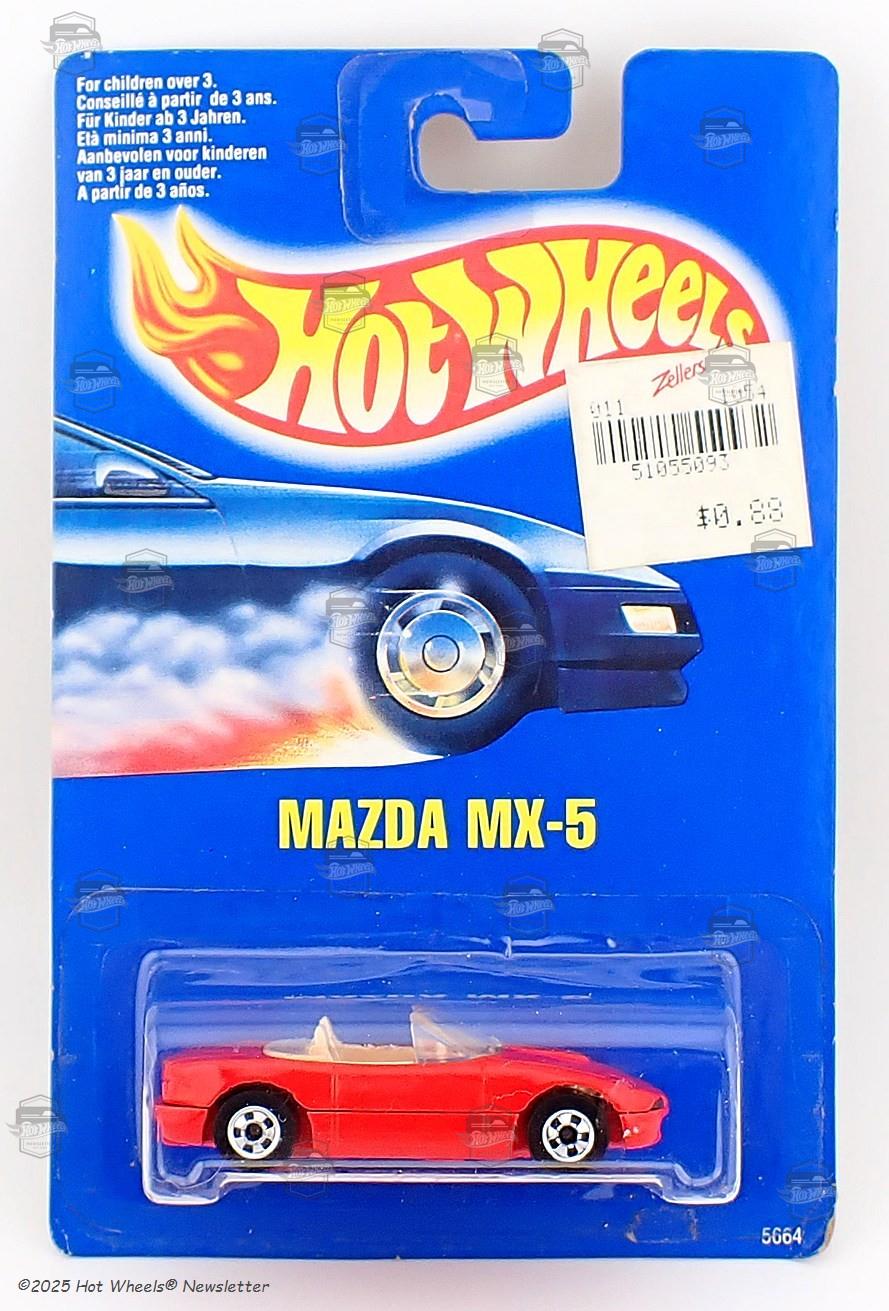 For children over 3.
Conseillé à partir de 3 ans.
Für Kinder ab 3 Jahren.
Età minima 3 anni.
Aanbevolen voor kinderen
van 3 jaar en ouder.
A partir de 3 años.
Hot Wheels
Zellers
011
51055093
$0.88
MAZDA MX-5
5664
©2025 Hot Wheels® Newsletter